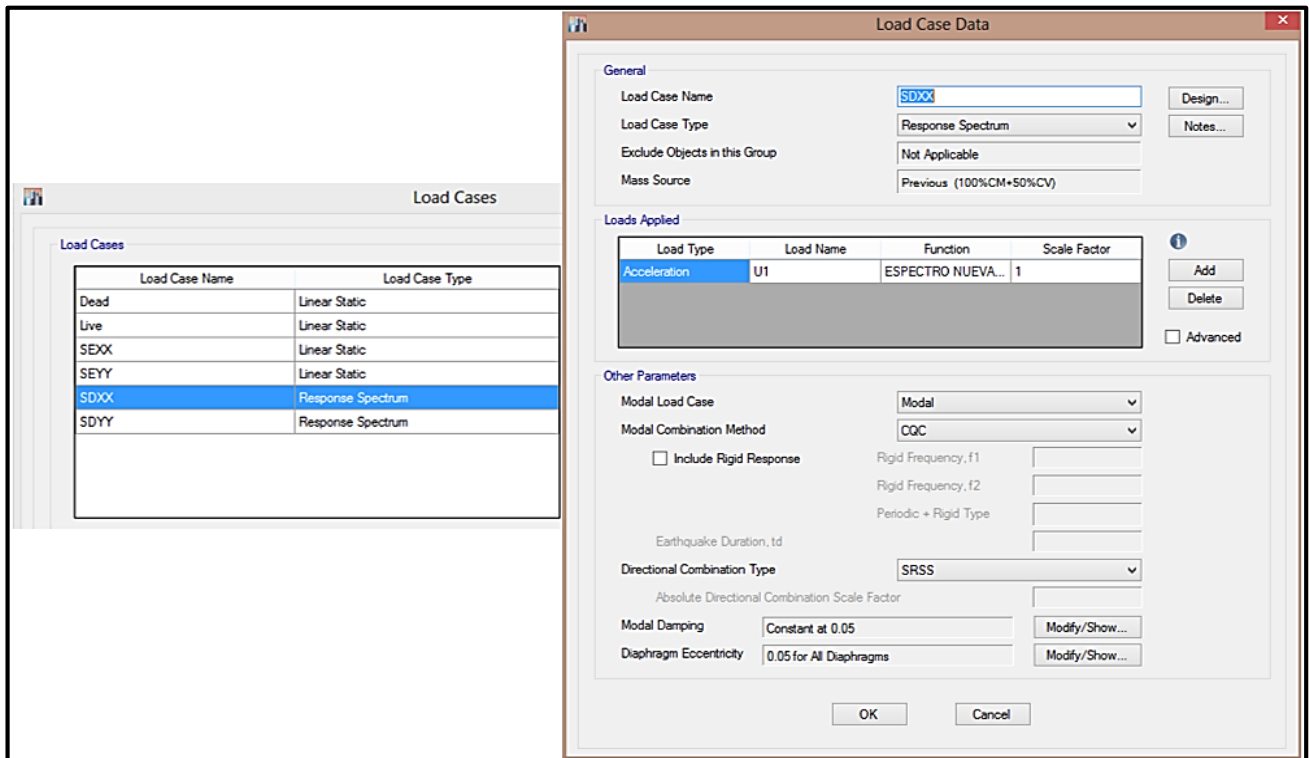 Load Cases
Load Cases
Load Case Name Load Case Type
Dead Linear Static
Live Linear Static
SEXX Linear Static
SEYY Linear Static
SDXX Response Spectrum
SDYY Response Spectrum
Load Case Data
General
Load Case Name SDXX Design...
Load Case Type Response Spectrum Notes...
Exclude Objects in this Group Not Applicable
Mass Source Previous (100%CM+50%CV)
Loads Applied
Load Type Load Name Function Scale Factor
Acceleration U1 ESPECTRO NUEVA... 1
Add
Delete
Advanced
Other Parameters
Modal Load Case Modal
Modal Combination Method CQC
Include Rigid Response Rigid Frequency, f1
Rigid Frequency, f2
Periodic + Rigid Type
Earthquake Duration, td
Directional Combination Type SRSS
Absolute Directional Combination Scale Factor
Modal Damping Constant at 0.05 Modify/Show...
Diaphragm Eccentricity 0.05 for All Diaphragms Modify/Show...
OK Cancel